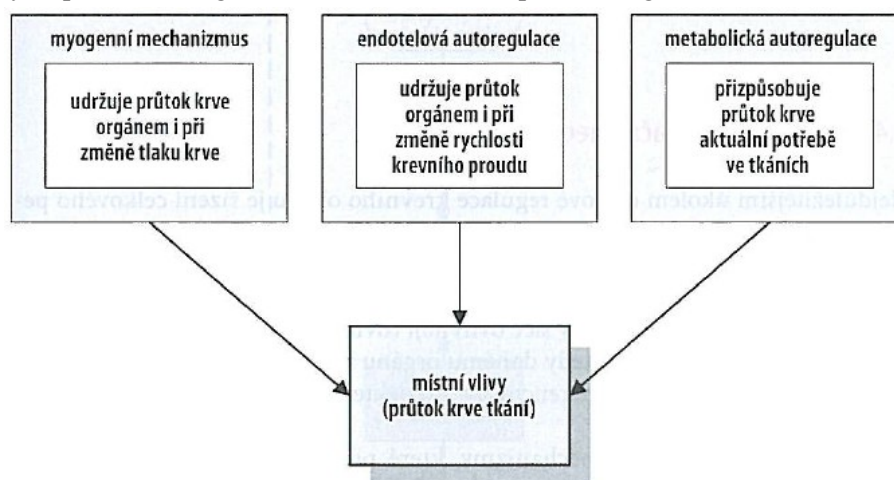 myogenní mechanizmus
udržuje průtok krve
orgánem i při
změně tlaku krve
endotelová autoregulace
udržuje průtok
orgánem i při
změně rychlosti
krevního proudu
metabolická autoregulace
přizpůsobuje
průtok krve
aktuální potřebě
ve tkáních
místní vlivy
(průtok krve tkání)